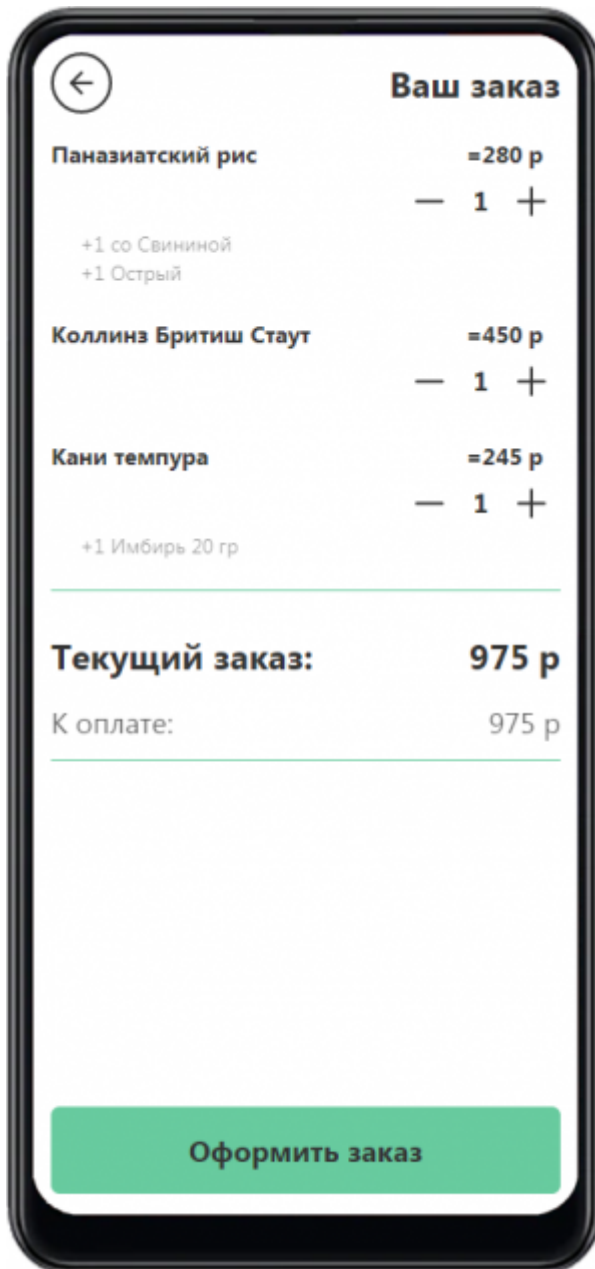 Ваш заказ
Паназиатский рис =280 р
— 1 +
+1 со Свининой
+1 Острый
Коллинз Бритиш Стаут =450 р
— 1 +
Кани темпура =245 р
— 1 +
+1 Имбирь 20 гр
Текущий заказ: 975 р
К оплате: 975 р
Оформить заказ